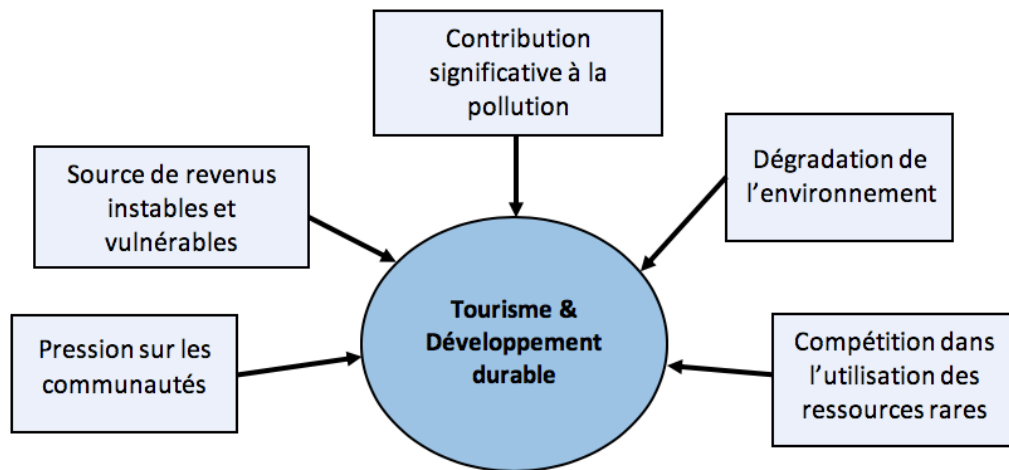 Contribution
significative à la
pollution
Source de revenus
instables et
vulnérables
Dégradation de
l'environnement
Tourisme &
Développement
durable
Pression sur les
communautés
Compétition dans
l'utilisation des
ressources rares